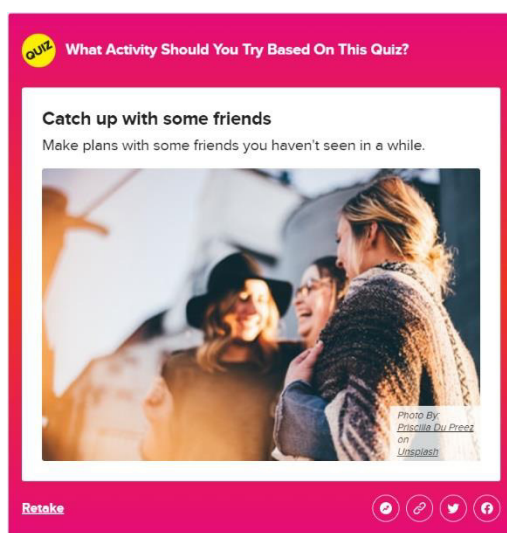 QUIZ
What Activity Should You Try Based On This Quiz?
Catch up with some friends
Make plans with some friends you haven't seen in a while.
Photo By:
Priscilla Du Preez
on
Unsplash
Retake